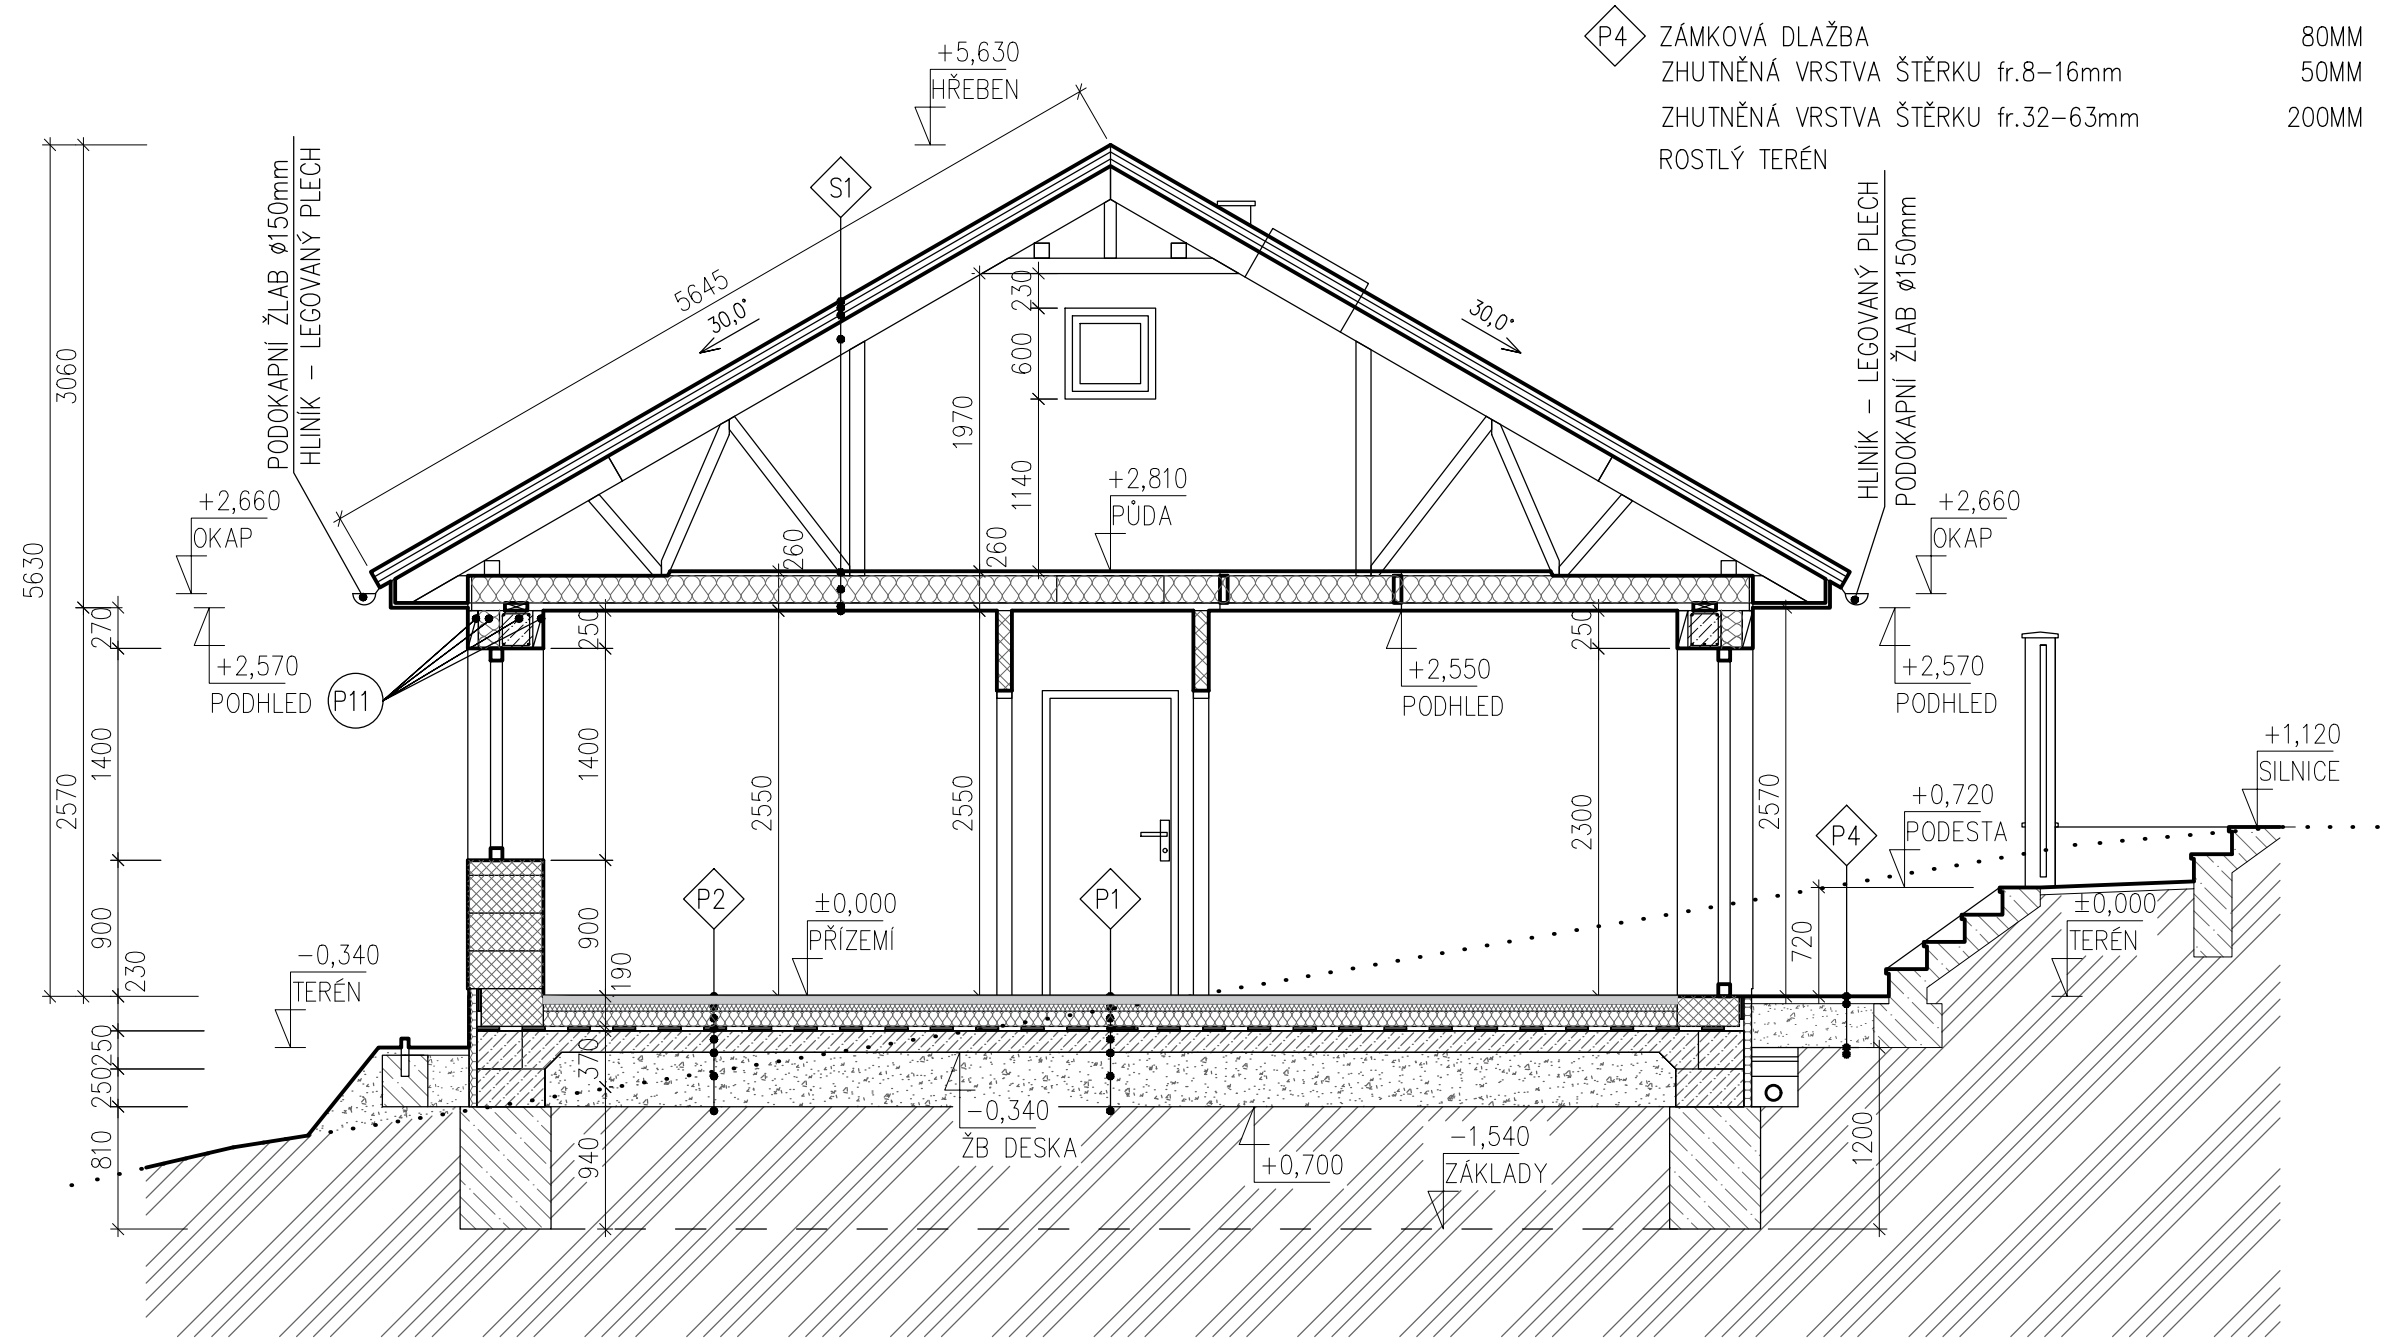 P4 ZÁMKOVÁ DLAŽBA 80MM
ZHUTNĚNÁ VRSTVA ŠTĚRKU fr.8-16mm 50MM
ZHUTNĚNÁ VRSTVA ŠTĚRKU fr.32-63mm 200MM
ROSTLÝ TERÉN
+5,630
HŘEBEN
S1
PODOKAPNÍ ŽLAB ø150mm
HLINÍK - LEGOVANÝ PLECH
HLINÍK - LEGOVANÝ PLECH
PODOKAPNÍ ŽLAB ø150mm
5645
30,0°
30,0°
230
600
1970
1140
3060
5630
+2,660
OKAP
+2,810
PŮDA
+2,660
OKAP
260
260
270
250
250
+2,570
PODHLED
P11
+2,550
PODHLED
+2,570
PODHLED
1400
2570
1400
2550
2550
2300
2570
+1,120
SILNICE
+0,720
PODESTA
P4
P2
P1
±0,000
PŘÍZEMÍ
±0,000
TERÉN
900
230
900
190
720
-0,340
TERÉN
250
250
370
810
940
-0,340
ŽB DESKA
+0,700
-1,540
ZÁKLADY
1200